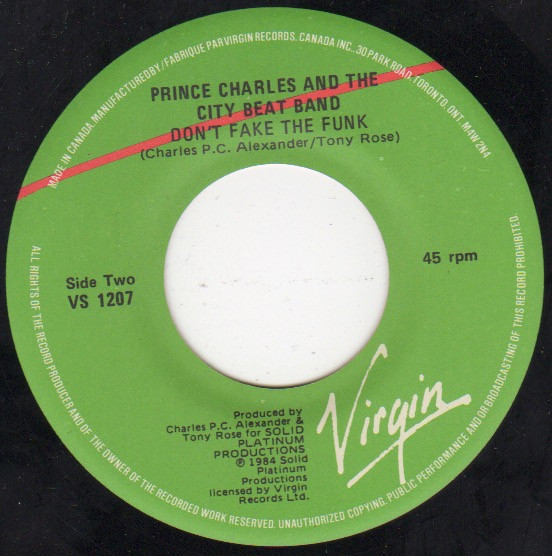 MADE IN CANADA. MANUFACTURED BY / FABRIQUE PAR VIRGIN RECORDS. CANADA INC., 30 PARK ROAD, TORONTO, ONT. M4W 2N4
PRINCE CHARLES AND THE
CITY BEAT BAND
DON'T FAKE THE FUNK
(Charles P.C. Alexander/Tony Rose)
Side Two
VS 1207
45 rpm
Produced by
Charles P.C. Alexander &
Tony Rose for SOLID
PLATINUM
PRODUCTIONS
℗ 1984 Solid
Platinum
Productions
licensed by Virgin
Records Ltd.
Virgin
ALL RIGHTS OF THE RECORD PRODUCER AND OF THE OWNER OF THE RECORDED WORK RESERVED. UNAUTHORIZED COPYING, PUBLIC PERFORMANCE AND/OR BROADCASTING OF THIS RECORD PROHIBITED.